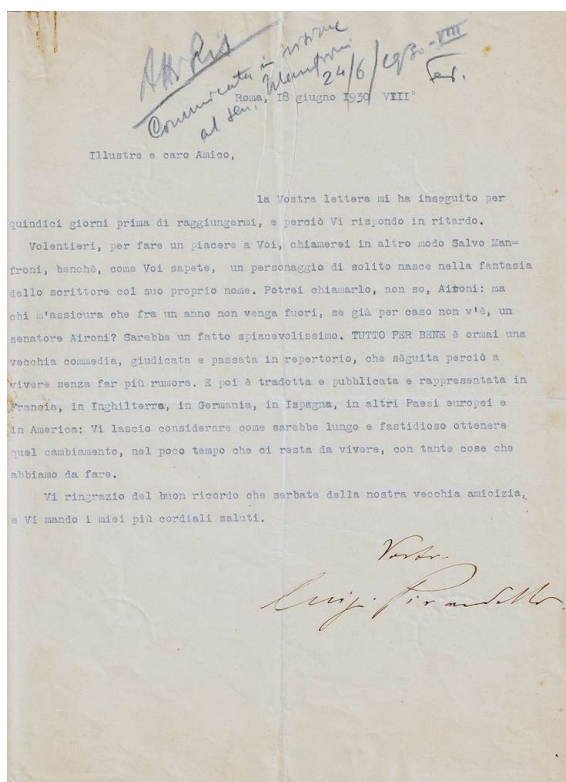 Atti Ris
Comunicata in visione
al sen. Manfroni
24/6/1930-VIII
Roma, 18 giugno 1930 VIII°
Illustre e caro Amico,
la Vostra lettera mi ha inseguito per
quindici giorni prima di raggiungermi, e perciò Vi rispondo in ritardo.
Volentieri, per fare un piacere a Voi, chiamerei in altro modo Salvo Man=
froni, benchè, come Voi sapete, un personaggio di solito nasce nella fantasia
dello scrittore col suo proprio nome. Potrei chiamarlo, non so, Aironi: ma
chi m'assicura che fra un anno non venga fuori, se già per caso non v'è, un
senatore Aironi? Sarebbe un fatto spiacevolissimo. TUTTO PER BENE è ormai una
vecchia commedia, giudicata e passata in repertorio, che sèguita perciò a
vivere senza far più rumore. E poi è tradotta e pubblicata e rappresentata in
Francia, in Inghilterra, in Germania, in Ispagna, in altri Paesi europei e
in America: Vi lascio considerare come sarebbe lungo e fastidioso ottenere
quel cambiamento, nel poco tempo che ci resta da vivere, con tante cose che
abbiamo da fare.
Vi ringrazio del buon ricordo che serbate della nostra vecchia amicizia,
e Vi mando i miei più cordiali saluti.
Vostro
Luigi Pirandello